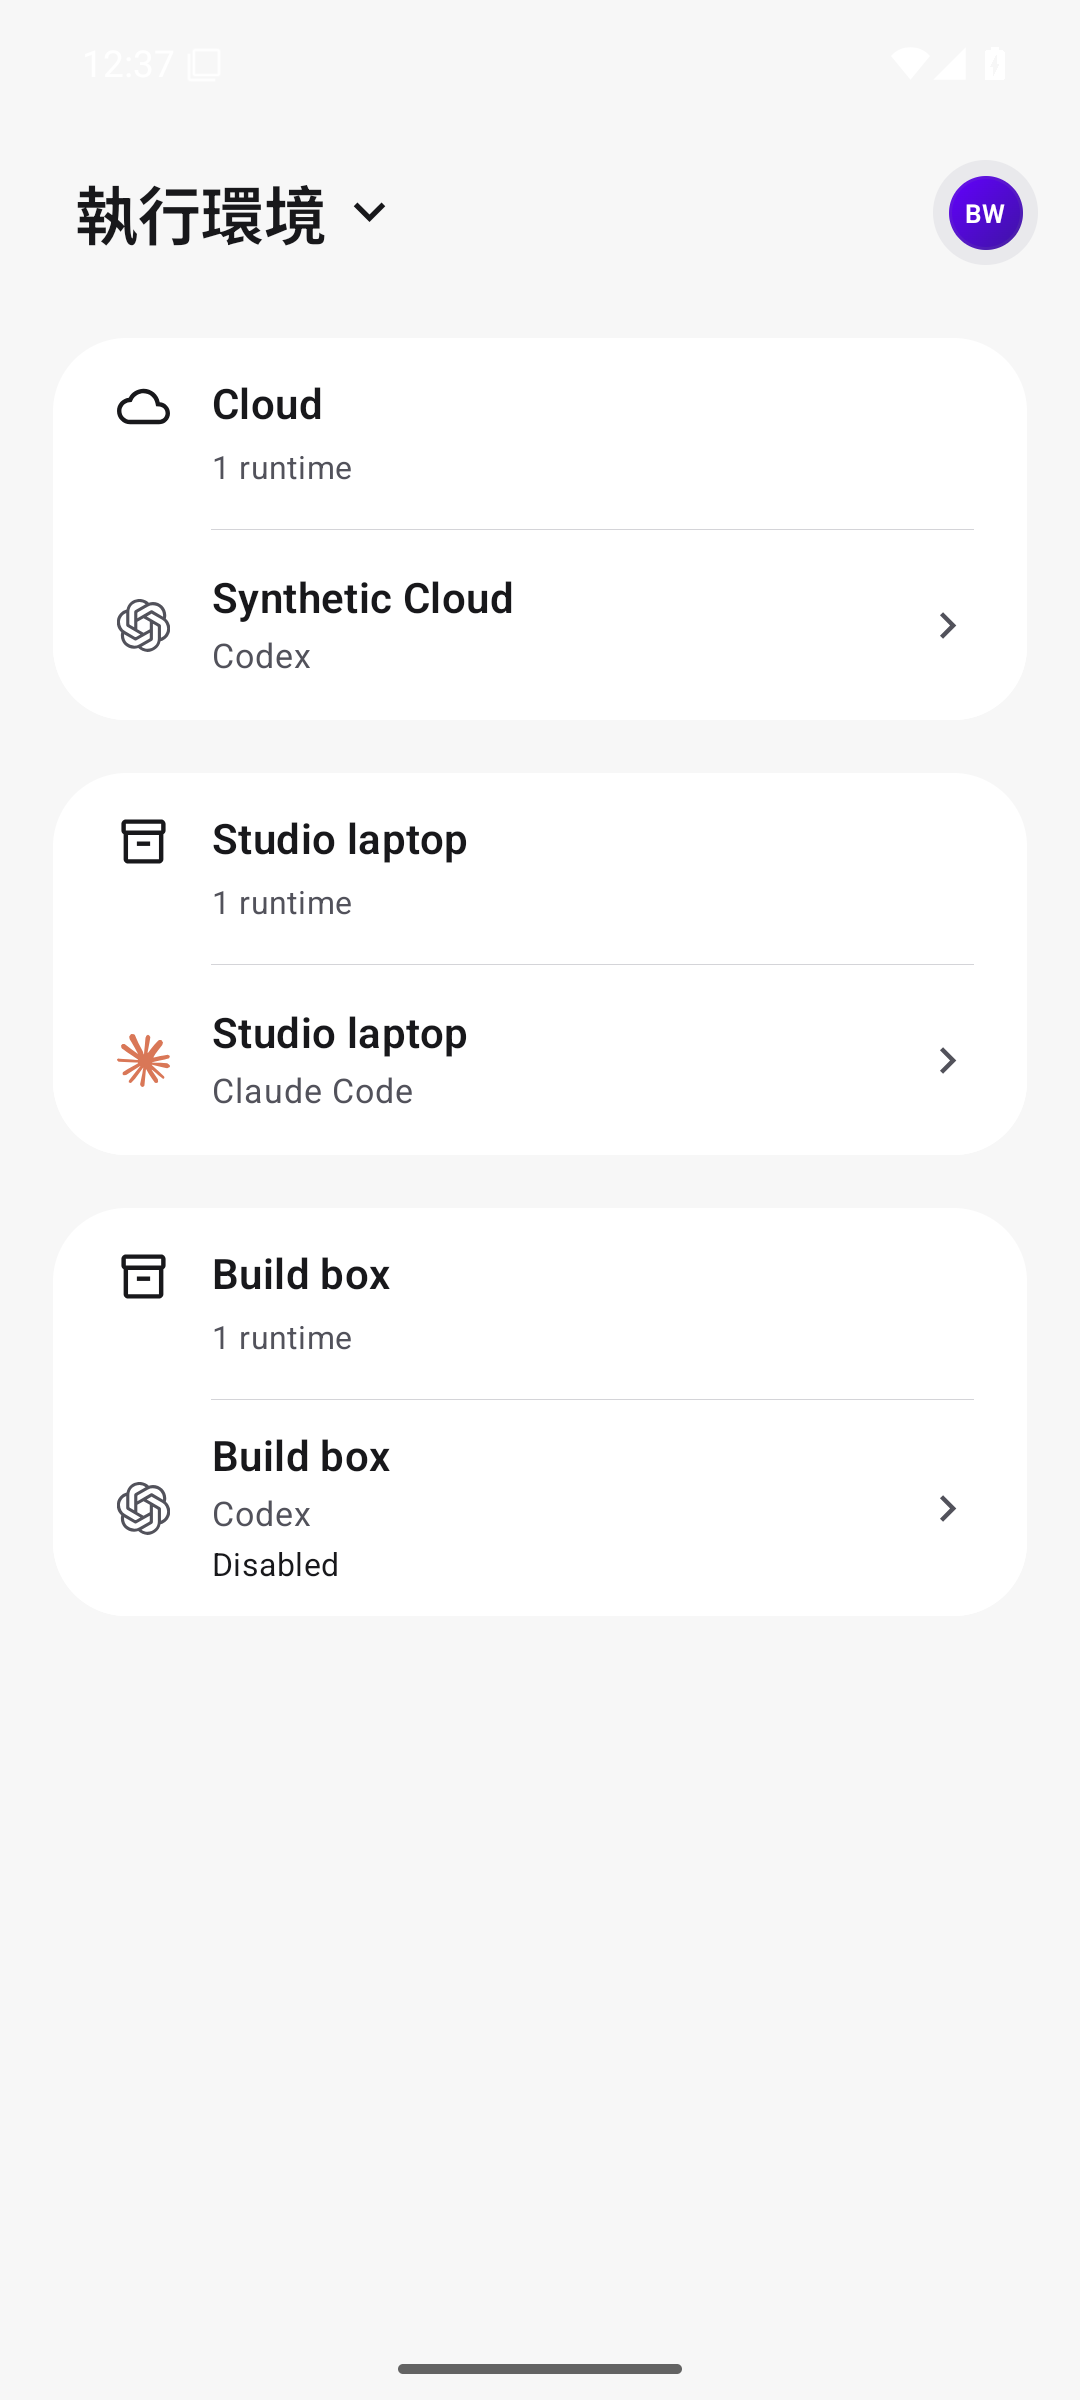 12:37
執行環境
BW
Cloud
1 runtime
Synthetic Cloud
Codex
Studio laptop
1 runtime
Studio laptop
Claude Code
Build box
1 runtime
Build box
Codex
Disabled